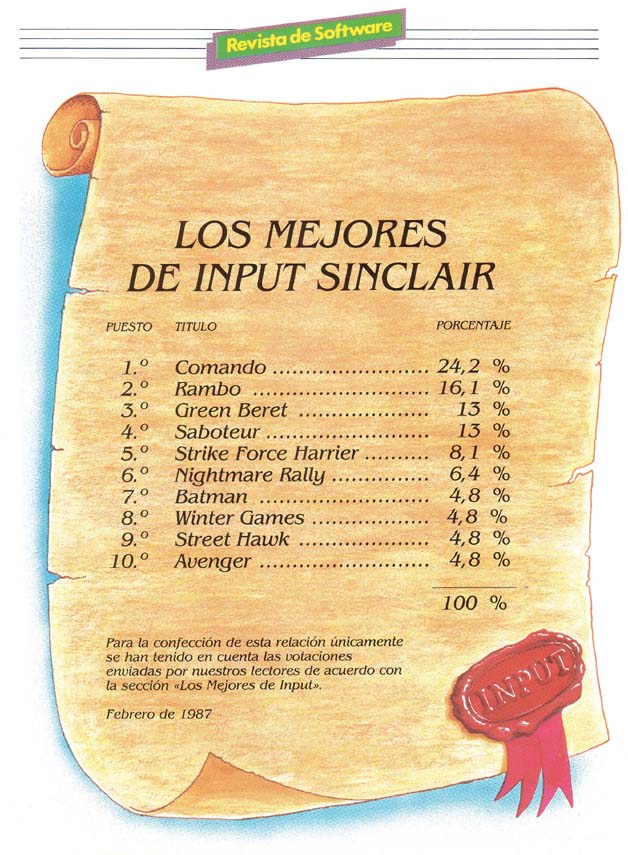 Revista de Software
LOS MEJORES
DE INPUT SINCLAIR
PUESTO TITULO PORCENTAJE
1.º Comando ........................ 24,2 %
2.º Rambo ........................... 16,1 %
3.º Green Beret .................... 13 %
4.º Saboteur ......................... 13 %
5.º Strike Force Harrier .......... 8,1 %
6.º Nightmare Rally ............... 6,4 %
7.º Batman .......................... 4,8 %
8.º Winter Games .................. 4,8 %
9.º Street Hawk ..................... 4,8 %
10.º Avenger .......................... 4,8 %
100 %
Para la confección de esta relación únicamente
se han tenido en cuenta las votaciones
enviadas por nuestros lectores de acuerdo con
la sección «Los Mejores de Input».
Febrero de 1987
INPUT